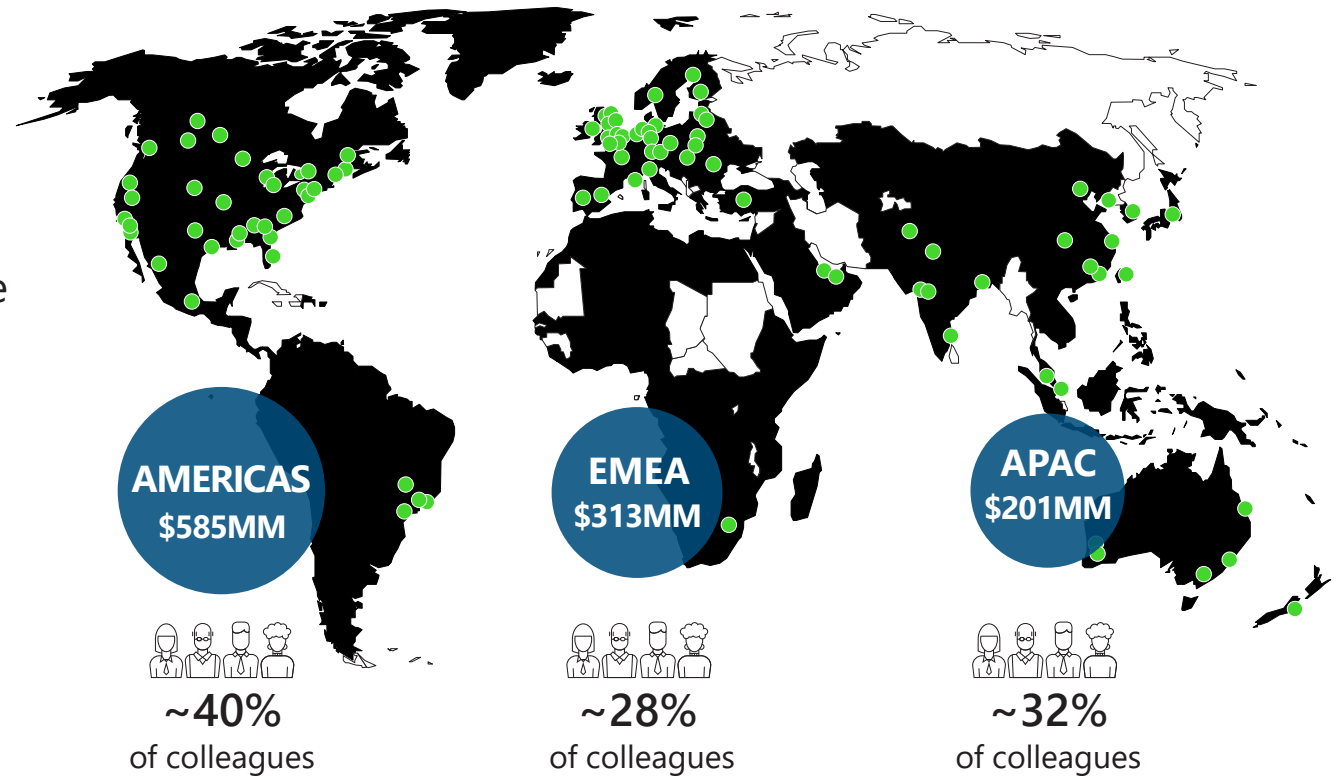 e
AMERICAS
$585MM
EMEA
$313MM
APAC
$201MM
~40%
of colleagues
~28%
of colleagues
~32%
of colleagues